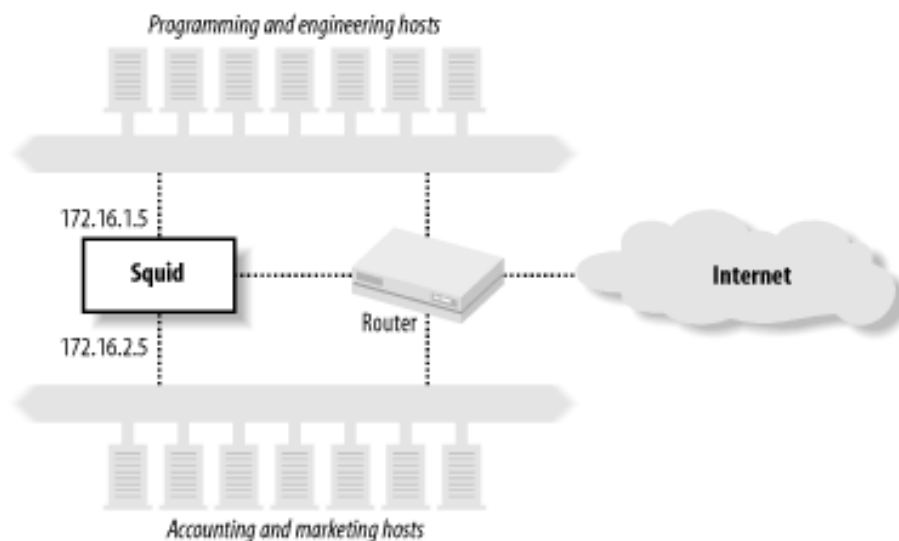 Programming and engineering hosts
172.16.1.5
Squid
Router
Internet
172.16.2.5
Accounting and marketing hosts